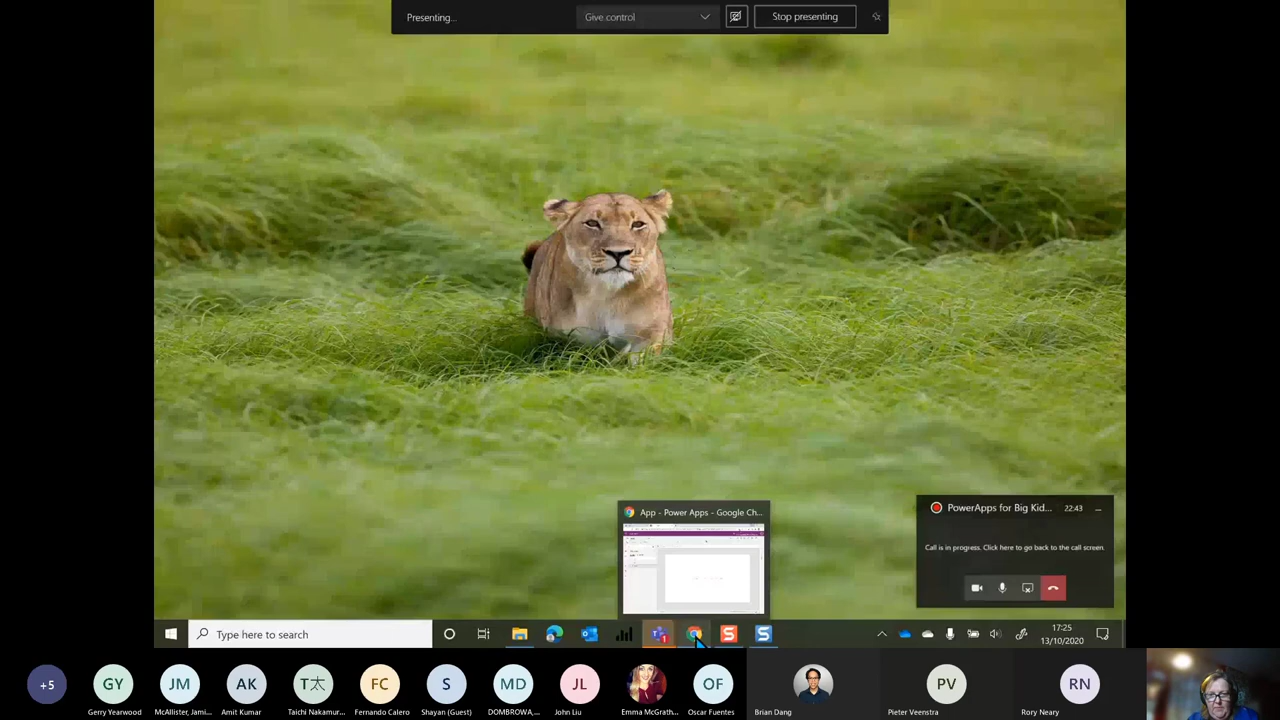 Presenting...
Give control
Stop presenting
App - Power Apps - Google Ch...
PowerApps for Big Kid...
22:43
Call is in progress. Click here to go back to the call screen.
Type here to search
17:25
13/10/2020
+5
GY
JM
AK
T太
FC
S
MD
JL
OF
PV
RN
Gerry Yearwood
McAllister, Jami...
Amit Kumar
Taichi Nakamur...
Fernando Calero
Shayan (Guest)
DOMBROWA,...
John Liu
Emma McGrath...
Oscar Fuentes
Brian Dang
Pieter Veenstra
Rory Neary